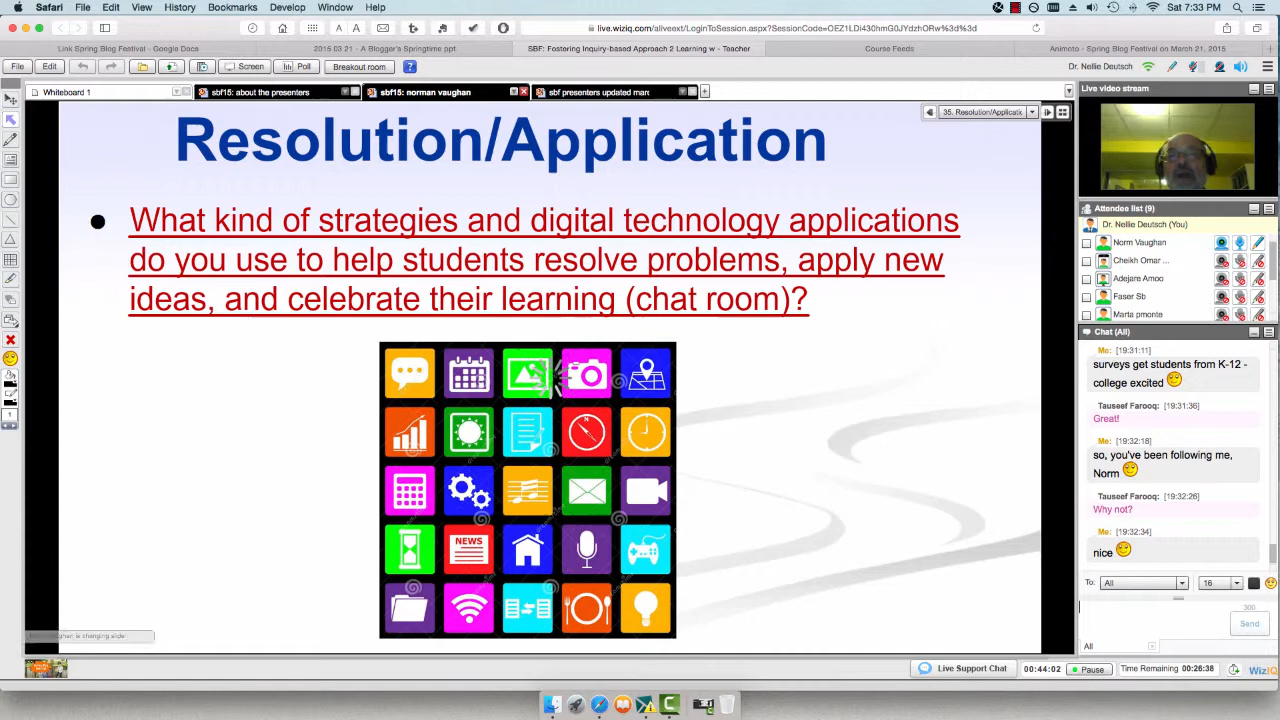 Safari File Edit View History Bookmarks Develop Window Help
Sat 7:33 PM
live.wiziq.com/aliveext/LoginToSession.aspx?SessionCode=OEZ1LDi430hmG0JYdzhORw%3d%3d
Link Spring Blog Festival - Google Docs
2015 03 21 - A Blogger's Springtime.ppt
SBF: Fostering Inquiry-based Approach 2 Learning w - Teacher
Course Feeds
Animoto - Spring Blog Festival on March 21, 2015
File Edit Screen Poll Breakout room ?
Dr. Nellie Deutsch (You)
Whiteboard 1
sbf15: about the presenters
sbf15: norman vaughan
sbf presenters updated marc
35. Resolution/Applicatic
Resolution/Application
● What kind of strategies and digital technology applications
do you use to help students resolve problems, apply new
ideas, and celebrate their learning (chat room)?
NEWS
is changing slide
Dr. Nellie Deutsch
Live video stream
Attendee list (9)
Norm Vaughan
Cheikh Omar ...
Adejare Amoo
Faser Sb
Marta pmonte
Chat (All)
Me: [19:31:11]
surveys get students from K-12 -
college excited
Tauseef Farooq: [19:31:36]
Great!
Me: [19:32:18]
so, you've been following me,
Norm
Tauseef Farooq: [19:32:26]
Why not?
Me: [19:32:34]
nice
To: All 16
300
Send
All
Live Support Chat
00:44:02
Pause
Time Remaining 00:26:38
WizIQ